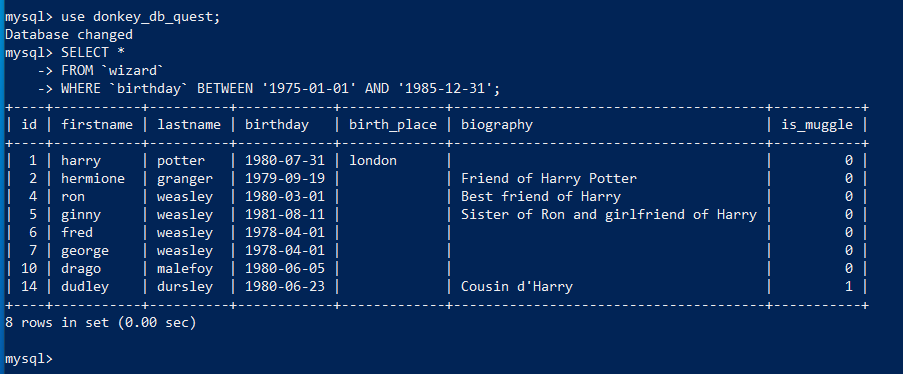 mysql> use donkey_db_quest;
Database changed
mysql> SELECT *
    -> FROM `wizard`
    -> WHERE `birthday` BETWEEN '1975-01-01' AND '1985-12-31';
+----+-----------+----------+------------+-------------+--------------------------------------+-----------+
| id | firstname | lastname | birthday   | birth_place | biography                            | is_muggle |
+----+-----------+----------+------------+-------------+--------------------------------------+-----------+
|  1 | harry     | potter   | 1980-07-31 | london      |                                      |         0 |
|  2 | hermione  | granger  | 1979-09-19 |             | Friend of Harry Potter               |         0 |
|  4 | ron       | weasley  | 1980-03-01 |             | Best friend of Harry                 |         0 |
|  5 | ginny     | weasley  | 1981-08-11 |             | Sister of Ron and girlfriend of Harry |         0 |
|  6 | fred      | weasley  | 1978-04-01 |             |                                      |         0 |
|  7 | george    | weasley  | 1978-04-01 |             |                                      |         0 |
| 10 | drago     | malefoy  | 1980-06-05 |             |                                      |         0 |
| 14 | dudley    | dursley  | 1980-06-23 |             | Cousin d'Harry                       |         1 |
+----+-----------+----------+------------+-------------+--------------------------------------+-----------+
8 rows in set (0.00 sec)
mysql>